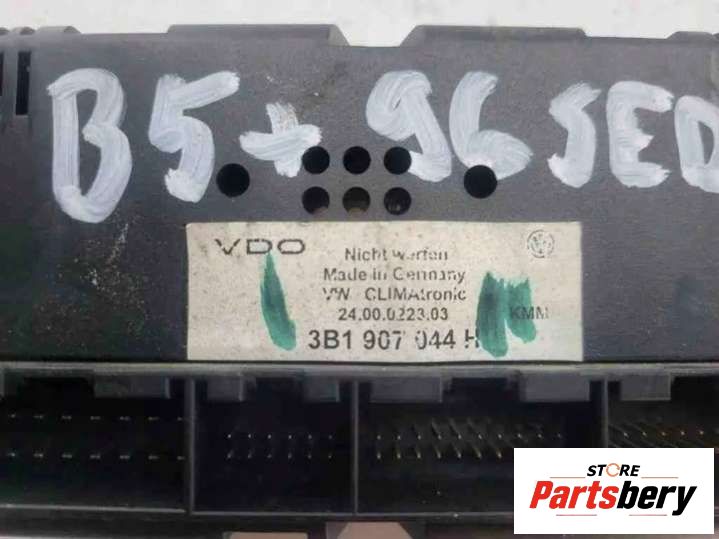 B5+ 96 SED
VDO
Nicht werfen
Made in Germany
VW CLIMAtronic
24.00.0223.03
KMM
3B1 907 044 H
STORE
Partsbery